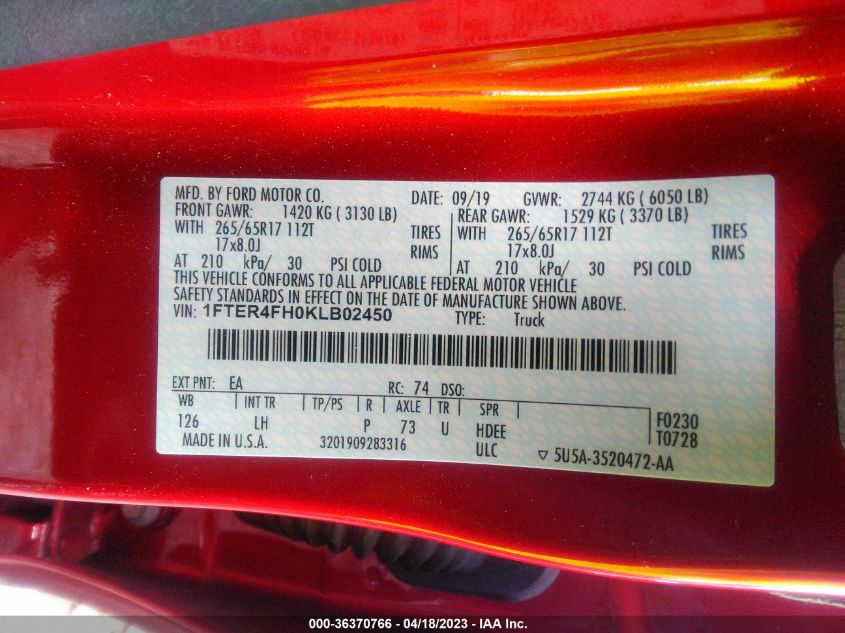 MFD. BY FORD MOTOR CO. DATE: 09/19 GVWR: 2744 KG ( 6050 LB)
FRONT GAWR: 1420 KG ( 3130 LB) REAR GAWR: 1529 KG ( 3370 LB)
WITH 265/65R17 112T TIRES WITH 265/65R17 112T TIRES
17x8.0J RIMS 17x8.0J RIMS
AT 210 kPa/ 30 PSI COLD AT 210 kPa/ 30 PSI COLD
THIS VEHICLE CONFORMS TO ALL APPLICABLE FEDERAL MOTOR VEHICLE
SAFETY STANDARDS IN EFFECT ON THE DATE OF MANUFACTURE SHOWN ABOVE.
VIN: 1FTER4FH0KLB02450 TYPE: Truck
EXT PNT: EA RC: 74 DSO:
WB INT TR TP/PS R AXLE TR SPR
126 LH P 73 U HDEE F0230
ULC T0728
MADE IN U.S.A. 3201909283316 ▽ 5U5A-3520472-AA
000-36370766 - 04/18/2023 - IAA Inc.